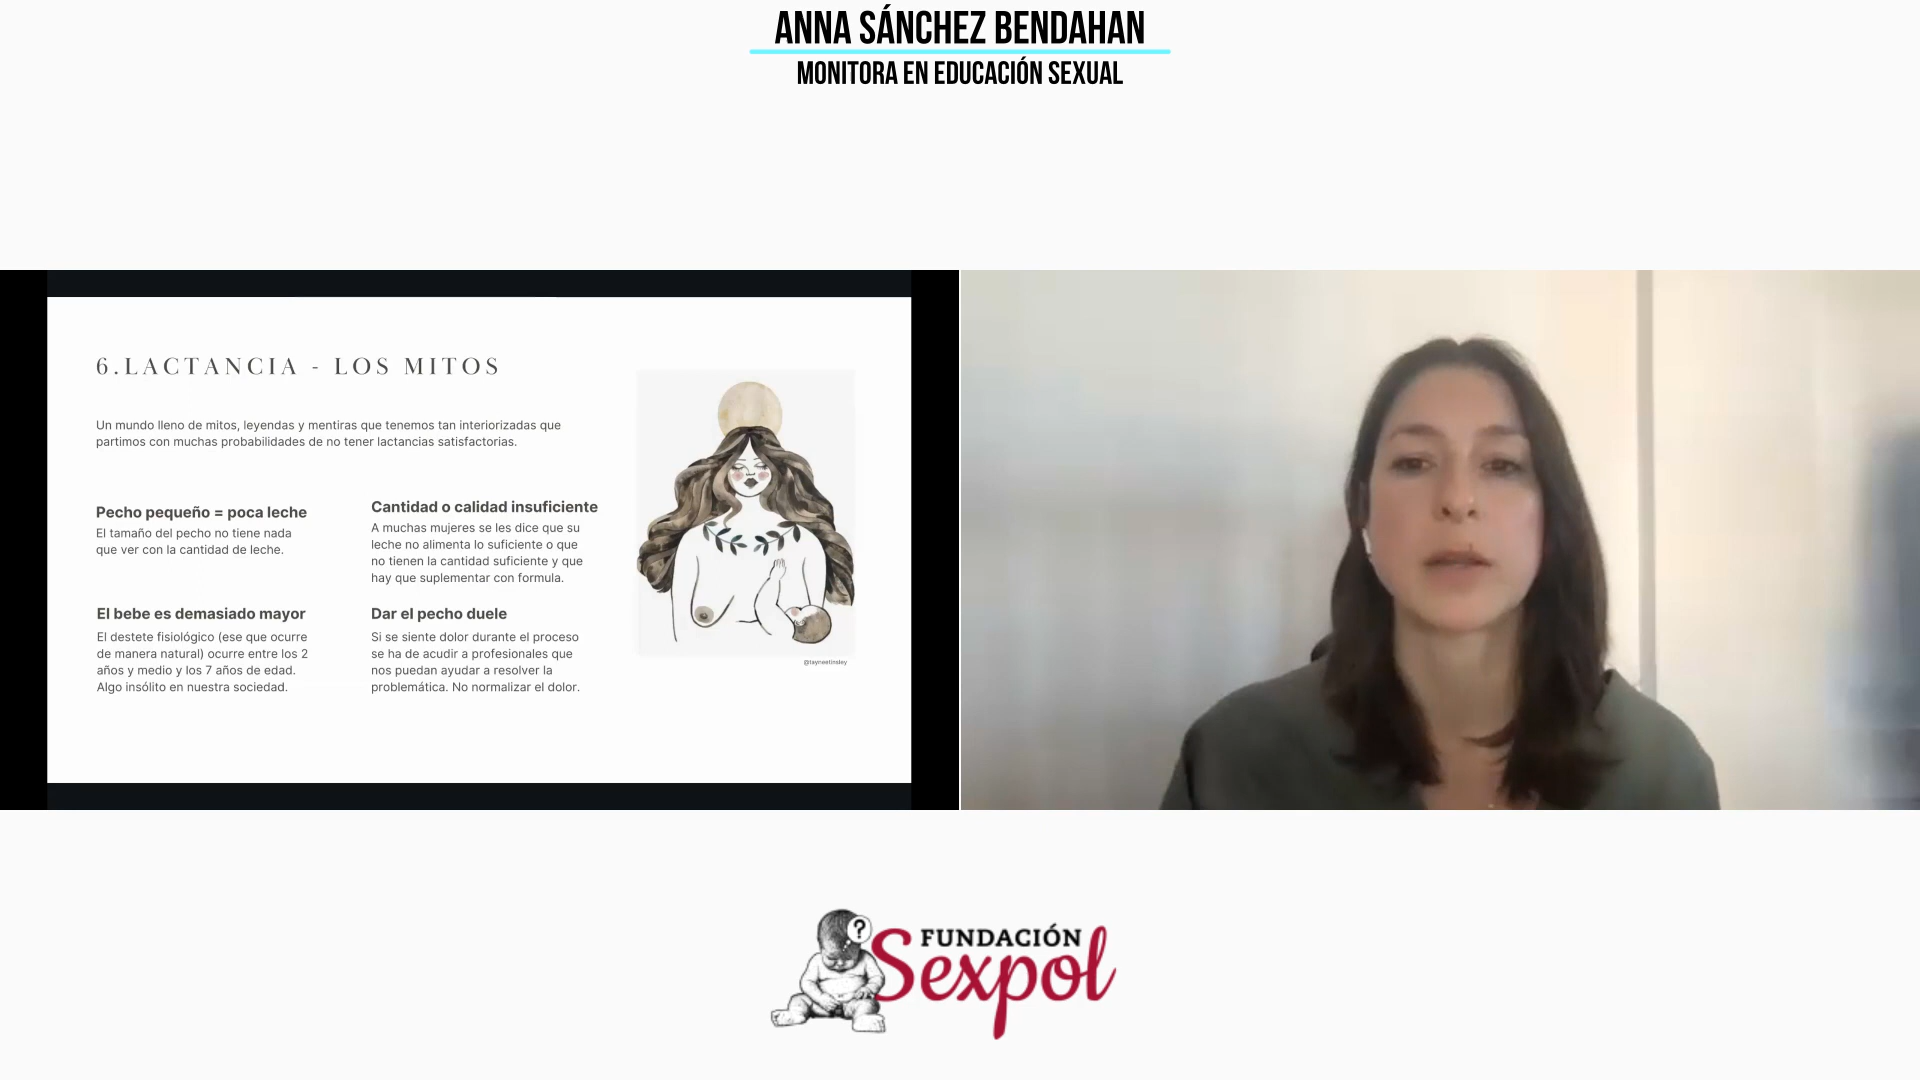 ANNA SÁNCHEZ BENDAHAN
MONITORA EN EDUCACIÓN SEXUAL
6.LACTANCIA - LOS MITOS
Un mundo lleno de mitos, leyendas y mentiras que tenemos tan interiorizadas que
partimos con muchas probabilidades de no tener lactancias satisfactorias.
Pecho pequeño = poca leche
El tamaño del pecho no tiene nada
que ver con la cantidad de leche.
Cantidad o calidad insuficiente
A muchas mujeres se les dice que su
leche no alimenta lo suficiente o que
no tienen la cantidad suficiente y que
hay que suplementar con formula.
El bebe es demasiado mayor
El destete fisiológico (ese que ocurre
de manera natural) ocurre entre los 2
años y medio y los 7 años de edad.
Algo insólito en nuestra sociedad.
Dar el pecho duele
Si se siente dolor durante el proceso
se ha de acudir a profesionales que
nos puedan ayudar a resolver la
problemática. No normalizar el dolor.
@layneetinsley
?
FUNDACIÓN
Sexpol